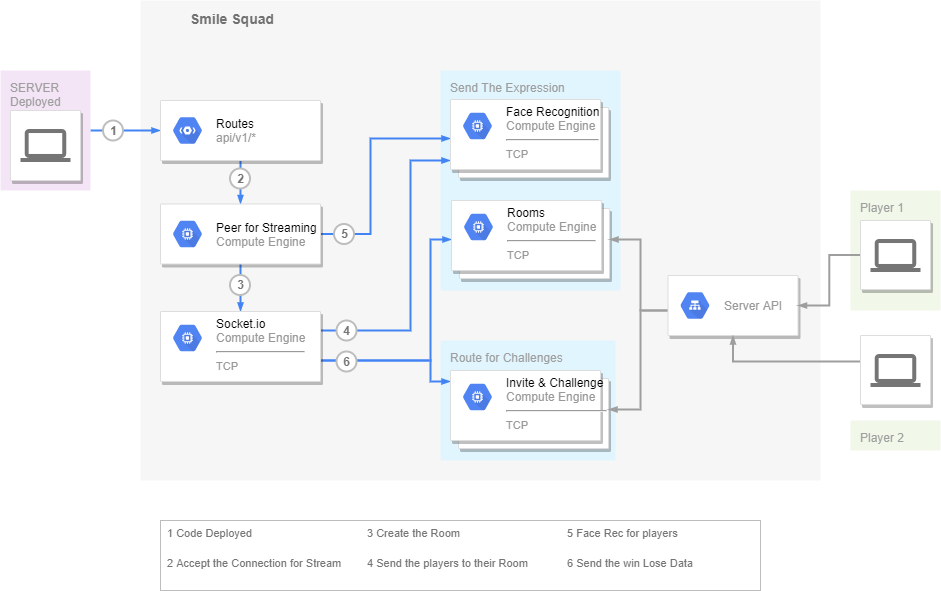 Smile Squad
SERVER
Deployed
1
Routes
api/v1/*
2
Peer for Streaming
Compute Engine
5
3
Socket.io
Compute Engine
TCP
4
6
Send The Expression
Face Recognition
Compute Engine
TCP
Rooms
Compute Engine
TCP
Route for Challenges
Invite & Challenge
Compute Engine
TCP
Server API
Player 1
Player 2
1 Code Deployed
3 Create the Room
5 Face Rec for players
2 Accept the Connection for Stream
4 Send the players to their Room
6 Send the win Lose Data